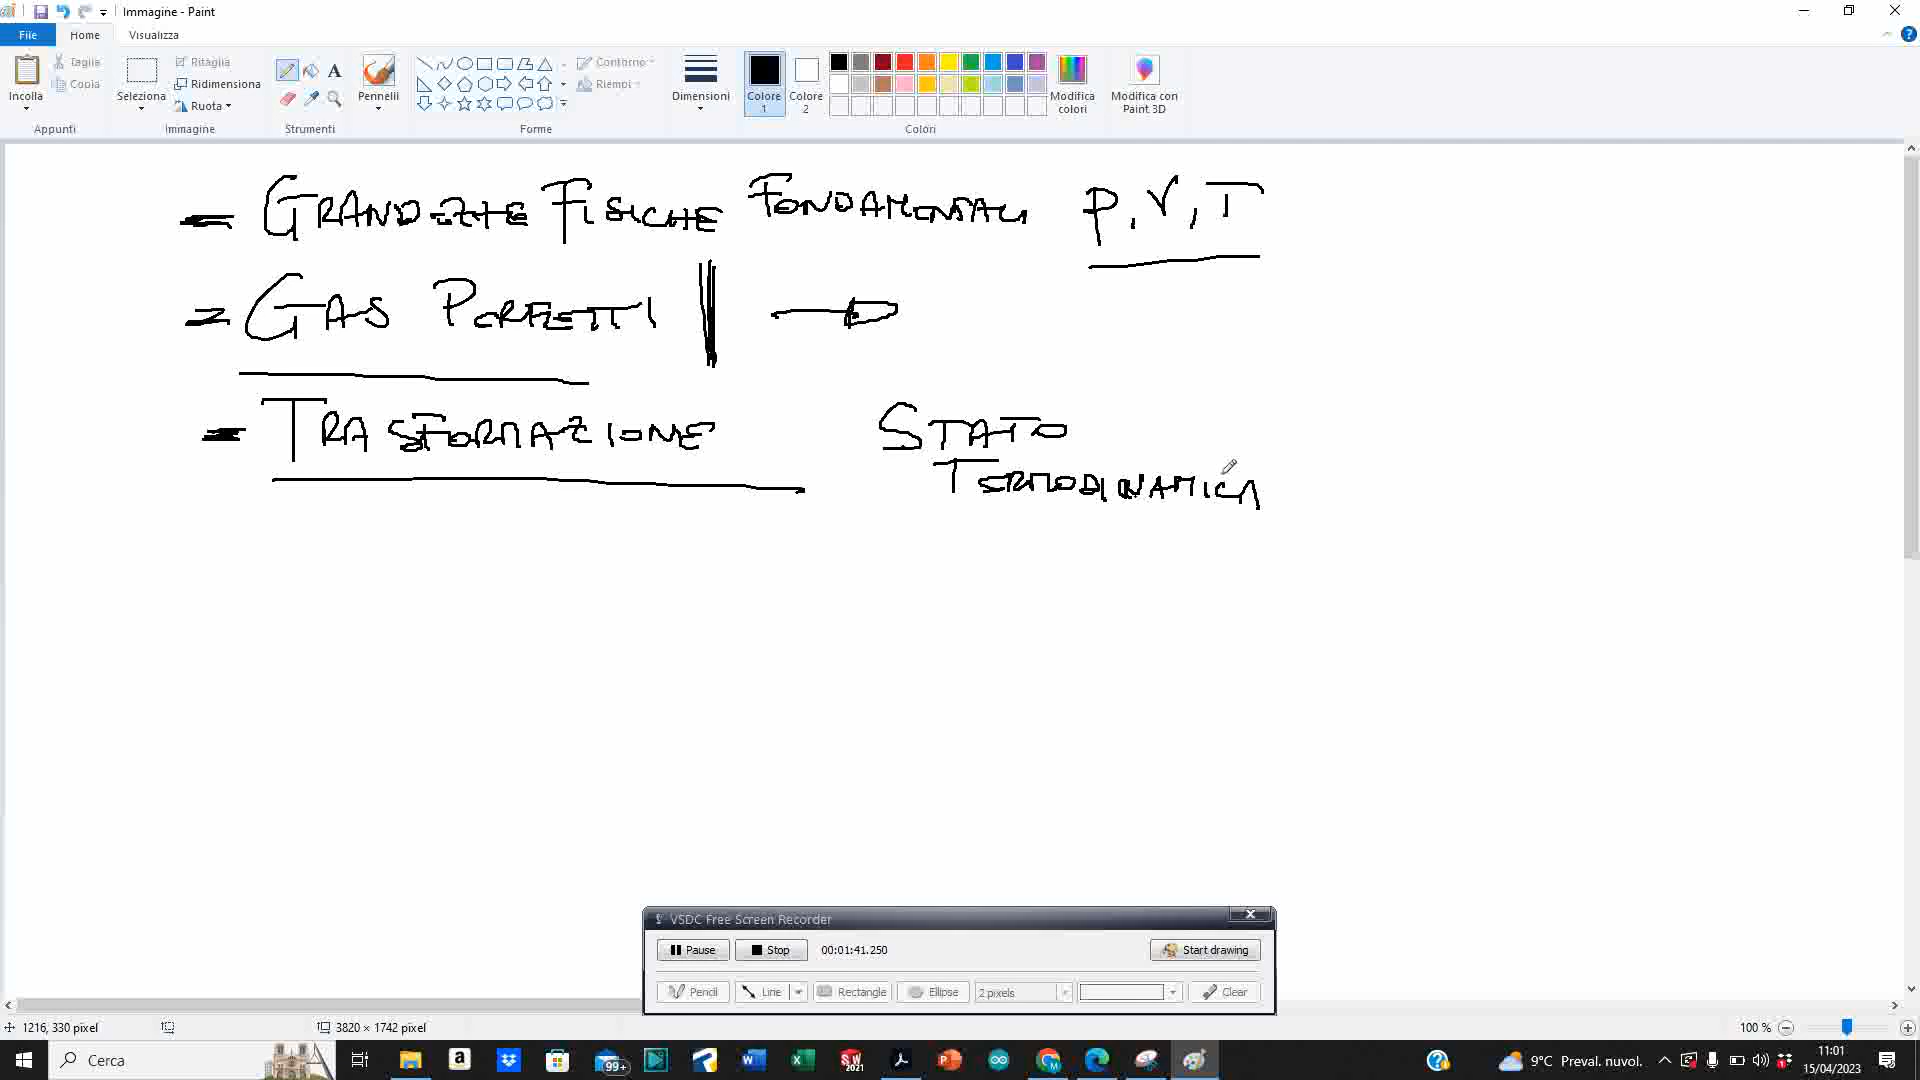 Immagine - Paint
File Home Visualizza
Incolla Taglia Copia Seleziona Ritaglia Ridimensiona Ruota Pennelli Contorno Riempi Dimensioni Colore 1 Colore 2 Modifica colori Modifica con Paint 3D
Appunti Immagine Strumenti Forme Colori
= GRANDEZZE FISICHE FONDAMENTALI P, V, T
= GAS PERFETTI
= TRASFORMAZIONE STATO
TERMODINAMICA
VSDC Free Screen Recorder
Pause Stop 00:01:41.250 Start drawing
Pencil Line Rectangle Ellipse 2 pixels Clear
1216, 330 pixel 3820 × 1742 pixel 100 %
Cerca 99+ SW 2021 9°C Preval. nuvol. 11:01
15/04/2023